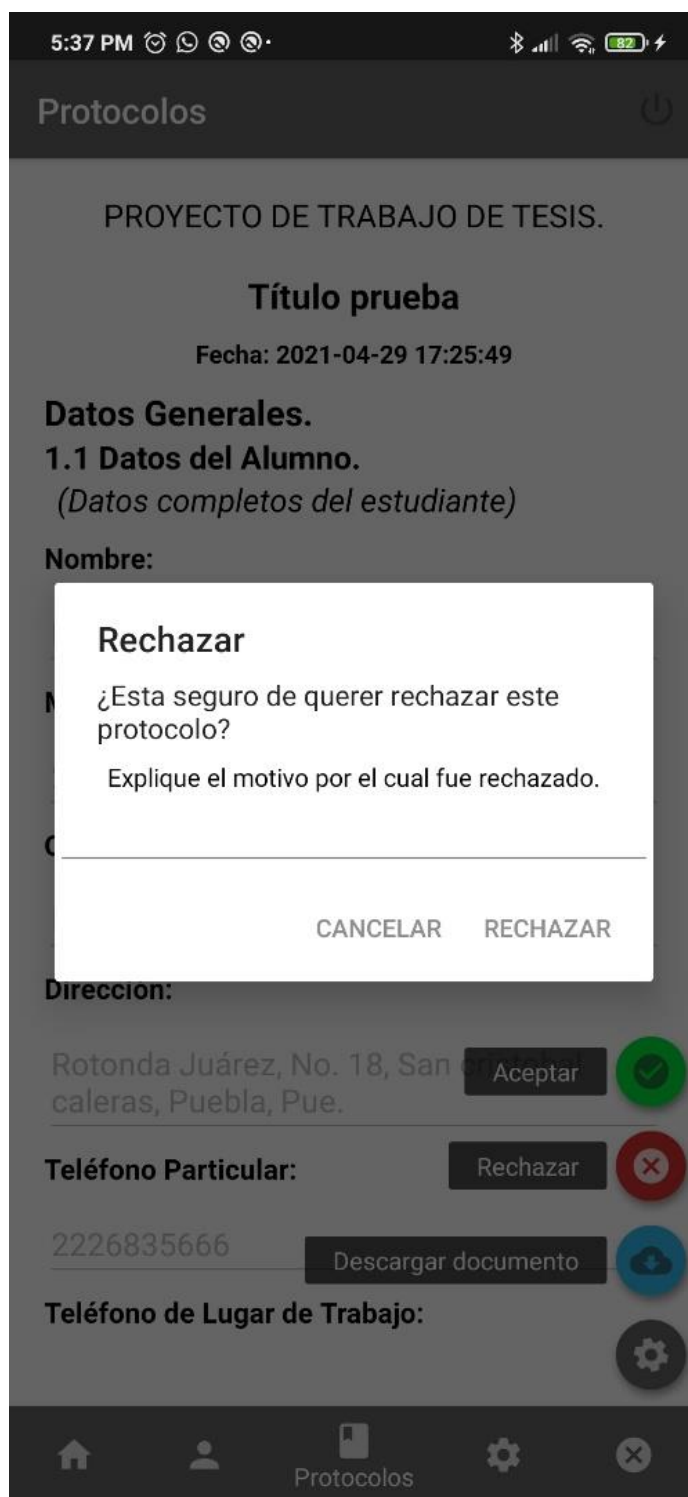 5:37 PM
82
Protocolos
PROYECTO DE TRABAJO DE TESIS.
Título prueba
Fecha: 2021-04-29 17:25:49
Datos Generales.
1.1 Datos del Alumno.
(Datos completos del estudiante)
Nombre:
Rechazar
¿Esta seguro de querer rechazar este
protocolo?
Explique el motivo por el cual fue rechazado.
CANCELAR RECHAZAR
Dirección:
Rotonda Juárez, No. 18, San cristobal
caleras, Puebla, Pue.
Aceptar
Teléfono Particular:
Rechazar
2226835666
Descargar documento
Teléfono de Lugar de Trabajo:
Protocolos